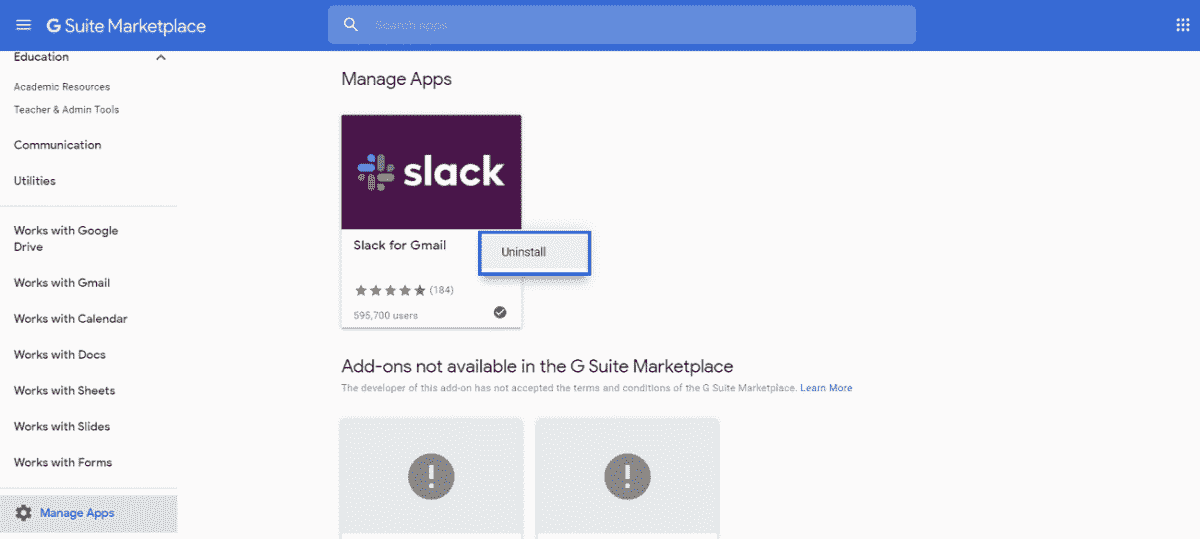 G Suite Marketplace
Search apps
Education
Academic Resources
Teacher & Admin Tools
Communication
Utilities
Works with Google
Drive
Works with Gmail
Works with Calendar
Works with Docs
Works with Sheets
Works with Slides
Works with Forms
Manage Apps
Manage Apps
slack
Slack for Gmail
Uninstall
(184)
595,700 users
Add-ons not available in the G Suite Marketplace
The developer of this add-on has not accepted the terms and conditions of the G Suite Marketplace. Learn More